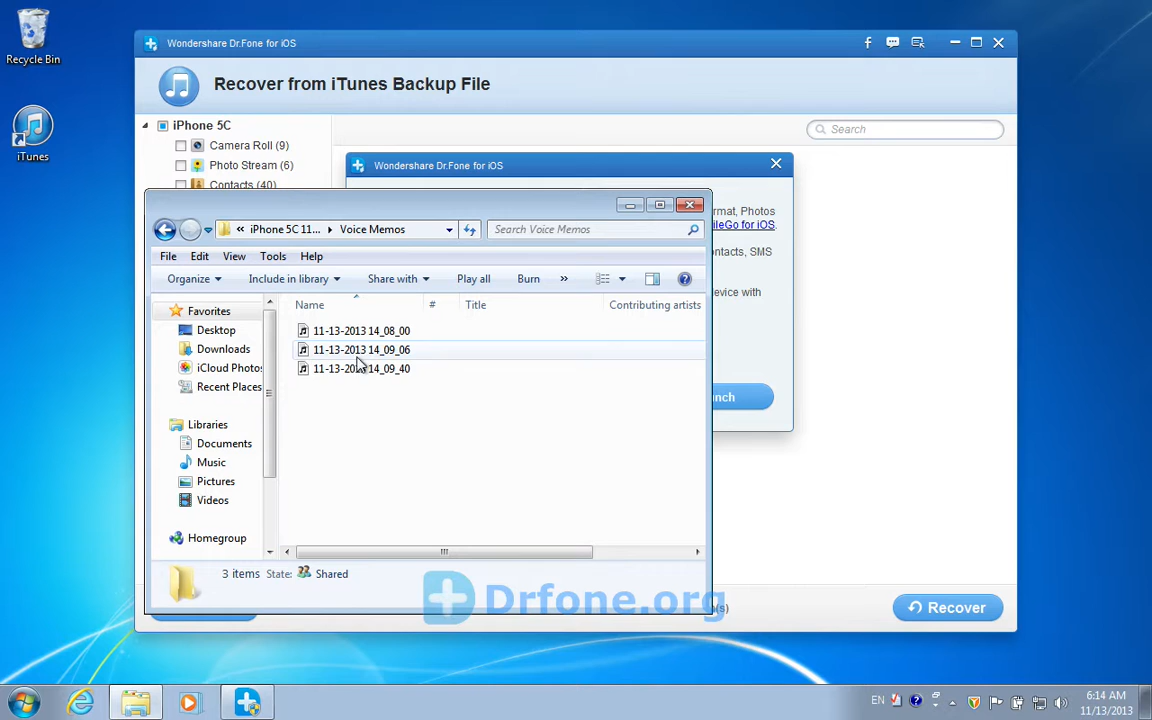 Recycle Bin
iTunes
Wondershare Dr.Fone for iOS
Recover from iTunes Backup File
iPhone 5C
Camera Roll (9)
Photo Stream (6)
Contacts (40)
Search
Wondershare Dr.Fone for iOS
ormat, Photos
ileGo for iOS.
ontacts, SMS
evice with
unch
« iPhone 5C 11... Voice Memos
Search Voice Memos
File Edit View Tools Help
Organize Include in library Share with Play all Burn »
Name # Title Contributing artists
11-13-2013 14_08_00
11-13-2013 14_09_06
11-13-20 14_09_40
Favorites
Desktop
Downloads
iCloud Photos
Recent Places
Libraries
Documents
Music
Pictures
Videos
Homegroup
3 items State: Shared
Drfone.org
(s)
Recover
EN
6:14 AM
11/13/2013